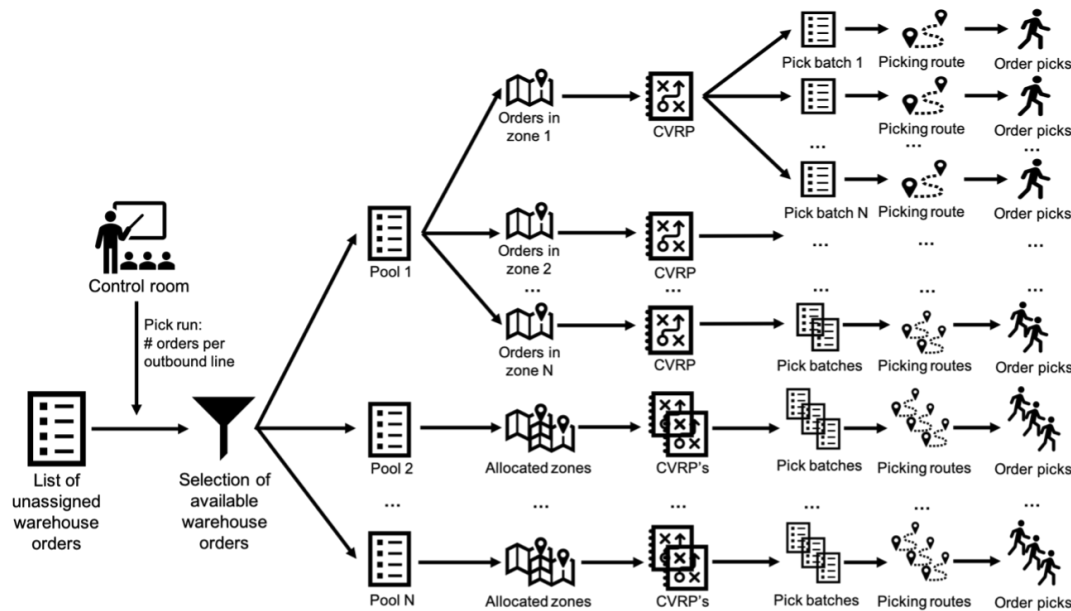 Pick batch 1
Picking route
Order picks
Orders in
zone 1
CVRP
Picking route
Order picks
...
...
...
Pick batch N
Picking route
Order picks
Control room
Pick run:
# orders per
outbound line
Pool 1
Orders in
zone 2
CVRP
...
...
...
...
...
...
...
...
Orders in
zone N
CVRP
Pick batches
Picking routes
Order picks
List of
unassigned
warehouse
orders
Selection of
available
warehouse
orders
Pool 2
Allocated zones
CVRP's
Pick batches
Picking routes
Order picks
...
...
...
...
...
...
Pool N
Allocated zones
CVRP's
Pick batches
Picking routes
Order picks